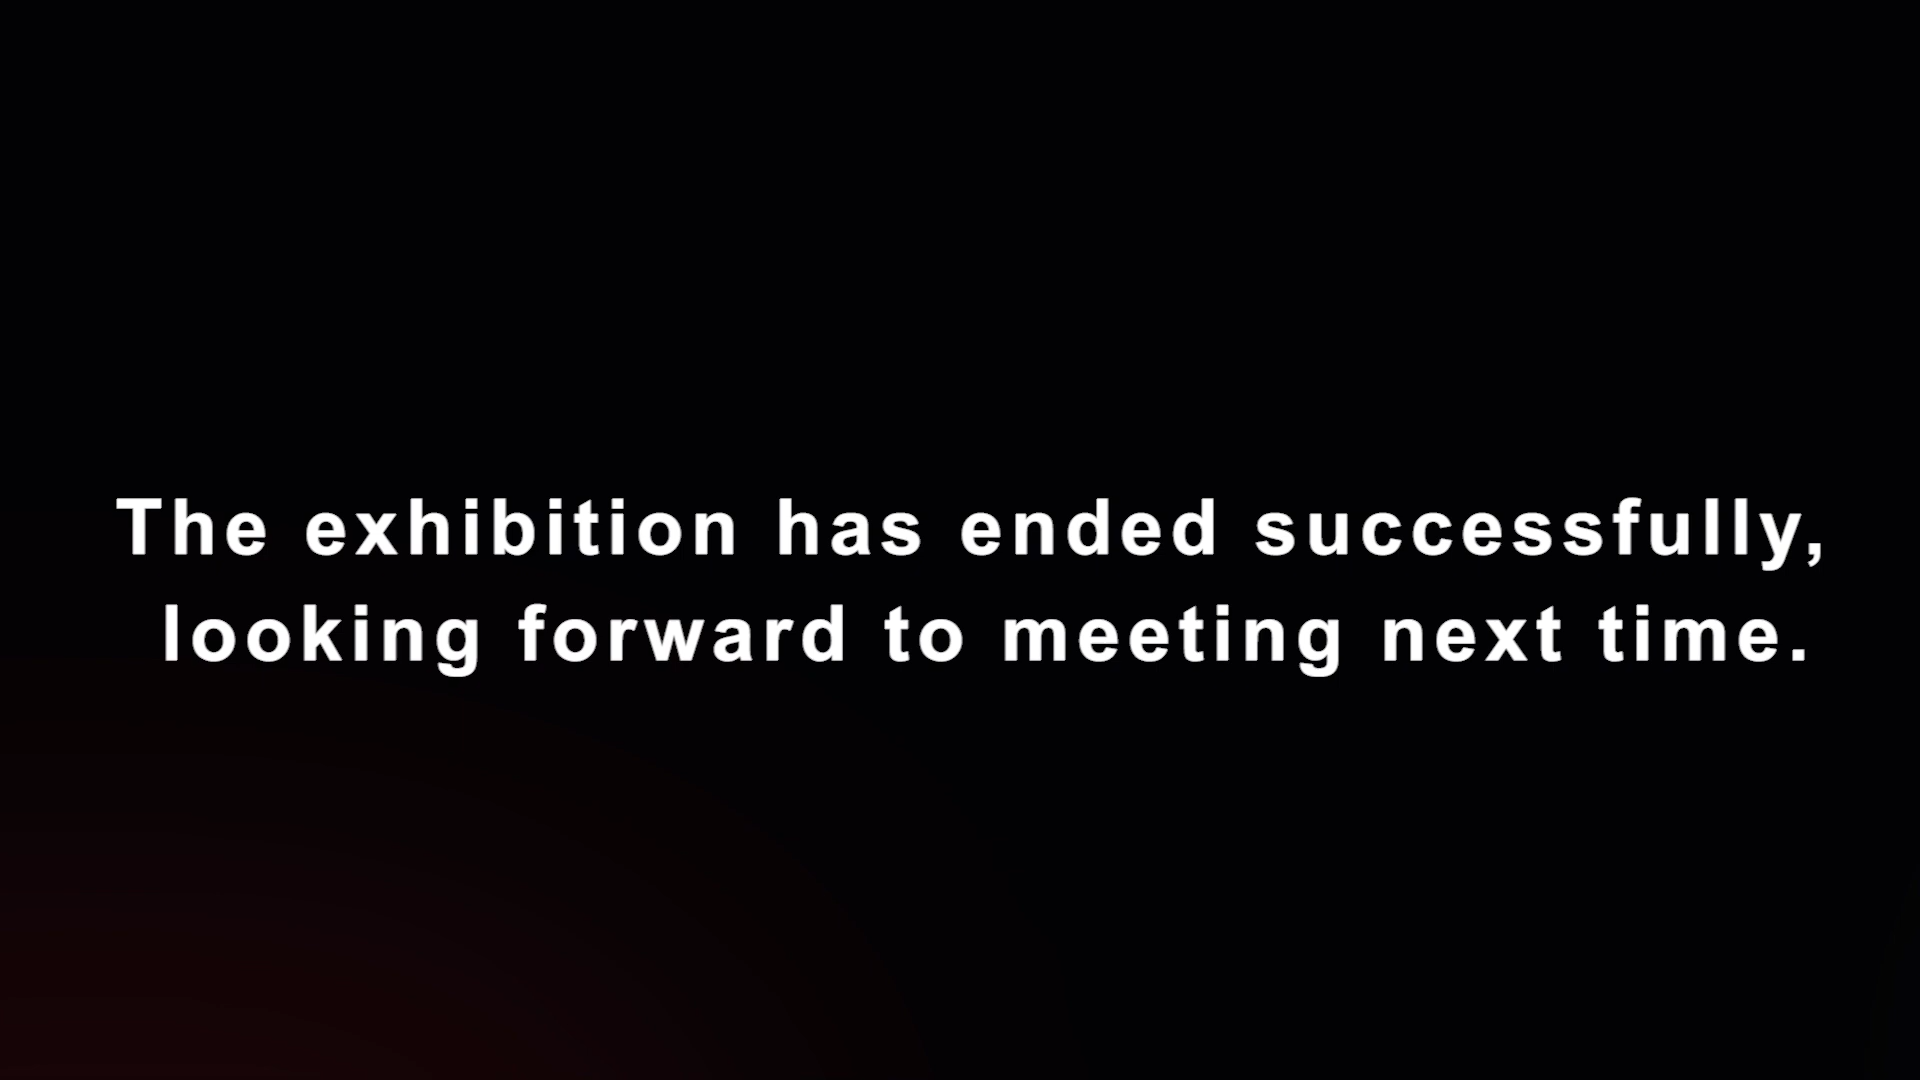 The exhibition has ended successfully,
looking forward to meeting next time.